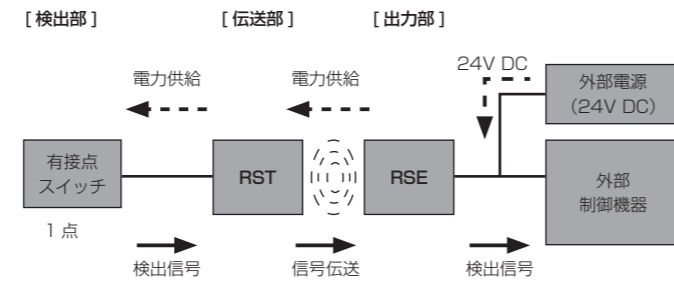 [ 検出部 ]
[ 伝送部 ]
[ 出力部 ]
24V DC
電力供給
電力供給
外部電源
（24V DC）
有接点
スイッチ
RST
RSE
外部
制御機器
1 点
検出信号
信号伝送
検出信号